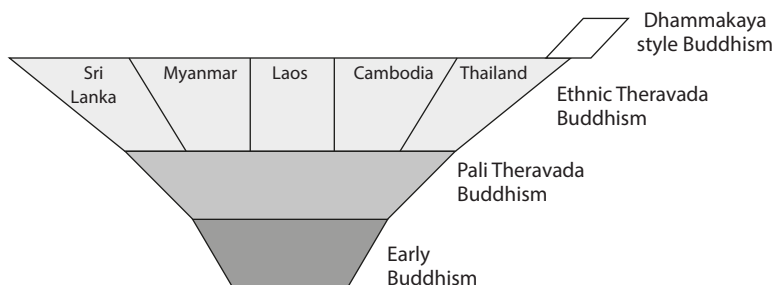 Dhammakaya
style Buddhism
Sri
Lanka
Myanmar
Laos
Cambodia
Thailand
Ethnic Theravada
Buddhism
Pali Theravada
Buddhism
Early
Buddhism